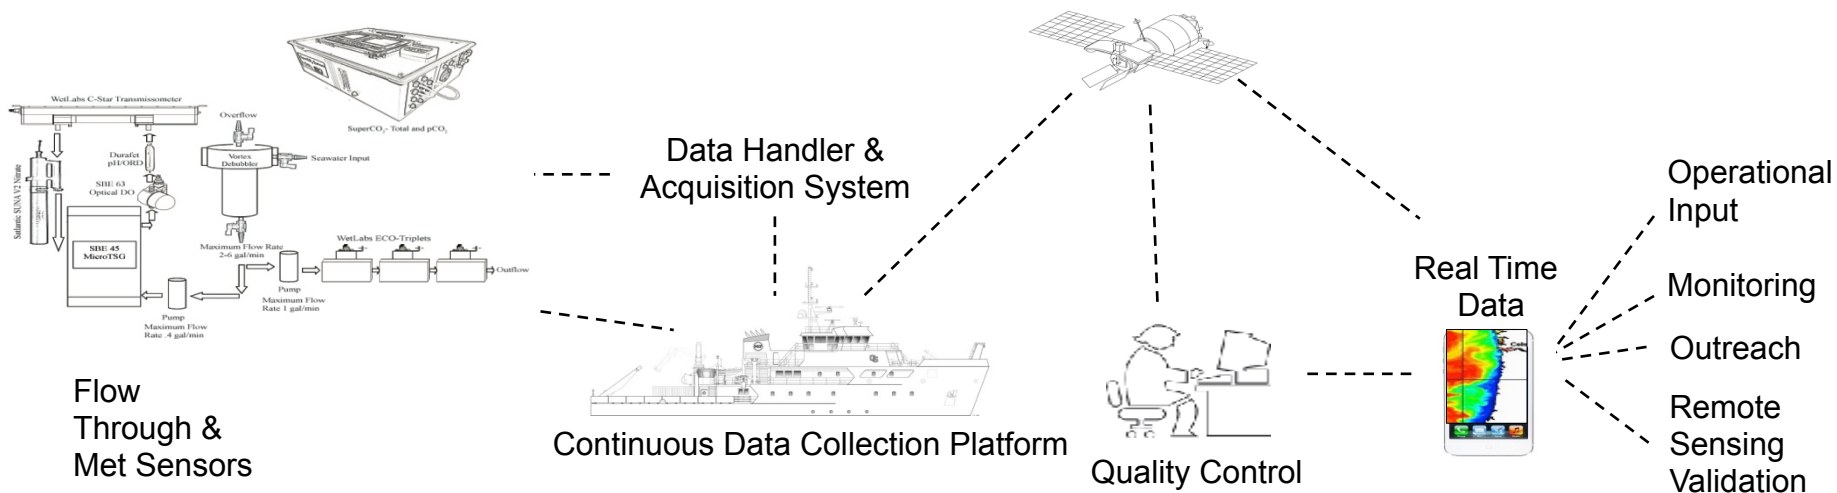 WetLabs C-Star Transmissometer
SuperCO2- Total and pCO2
Overflow
Vortex
Debubbler
Seawater Input
Durafet
pH/ORD
SBE 63
Optical DO
Satlantic SUNA V2 Nitrate
SBE 45
MicroTSG
Maximum Flow Rate
2-6 gal/min
WetLabs ECO-Triplets
Outflow
Pump
Maximum Flow
Rate 1 gal/min
Pump
Maximum Flow
Rate .4 gal/min
Flow
Through &
Met Sensors
Data Handler &
Acquisition System
Continuous Data Collection Platform
Quality Control
Real Time
Data
Operational
Input
Monitoring
Outreach
Remote
Sensing
Validation